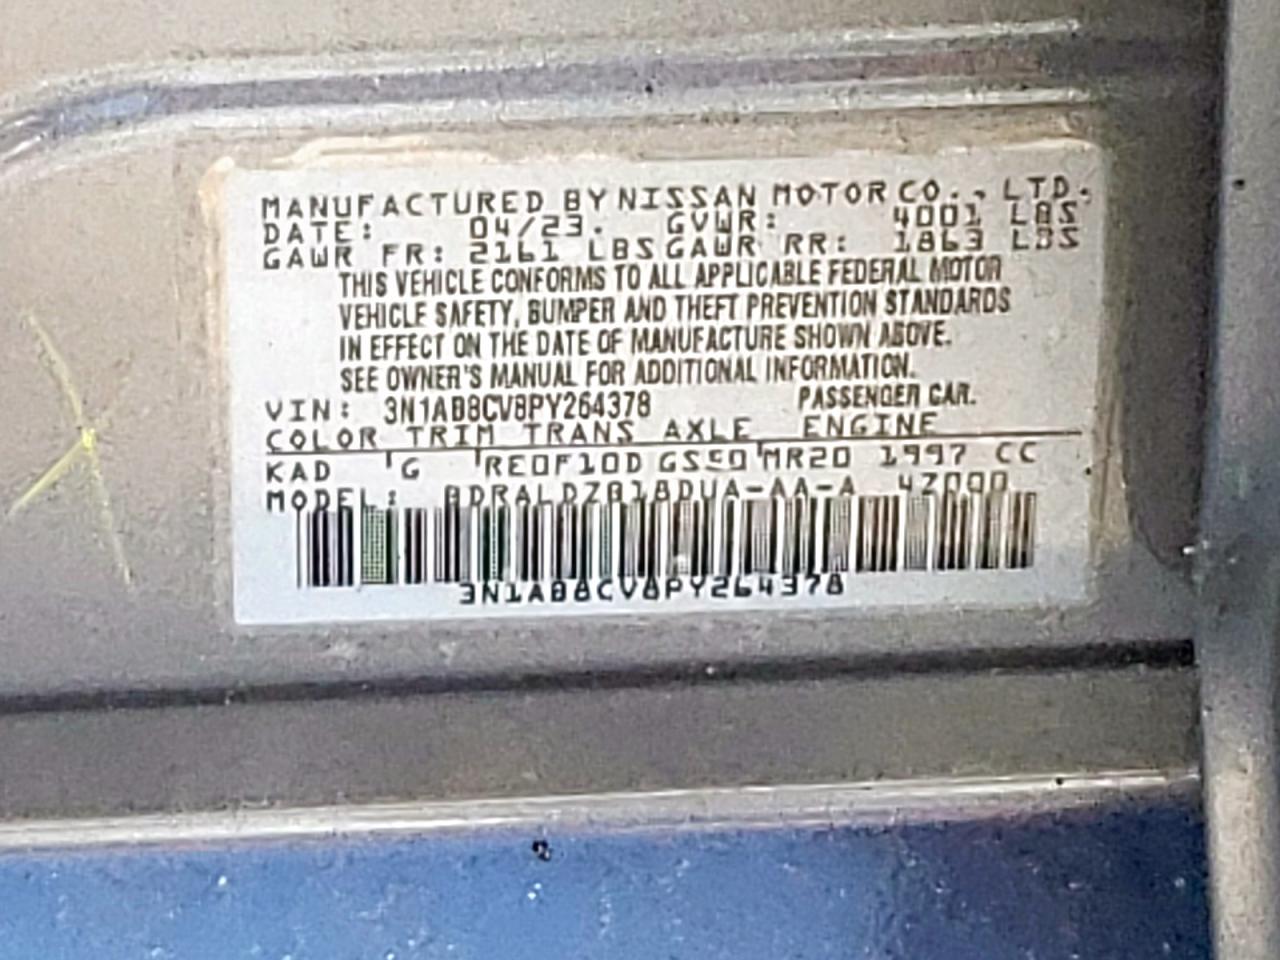 MANUFACTURED BY NISSAN MOTOR CO., LTD.
DATE: 04/23. GVWR: 4001 LBS
GAWR FR: 2161 LBS GAWR RR: 1863 LBS
THIS VEHICLE CONFORMS TO ALL APPLICABLE FEDERAL MOTOR
VEHICLE SAFETY, BUMPER AND THEFT PREVENTION STANDARDS
IN EFFECT ON THE DATE OF MANUFACTURE SHOWN ABOVE.
SEE OWNER'S MANUAL FOR ADDITIONAL INFORMATION.
VIN: 3N1AB8CV8PY264378 PASSENGER CAR.
COLOR TRIM TRANS AXLE ENGINE
KAD G RE0F10D MR20 1997 CC
MODEL:
3N1AB8CV8PY264378